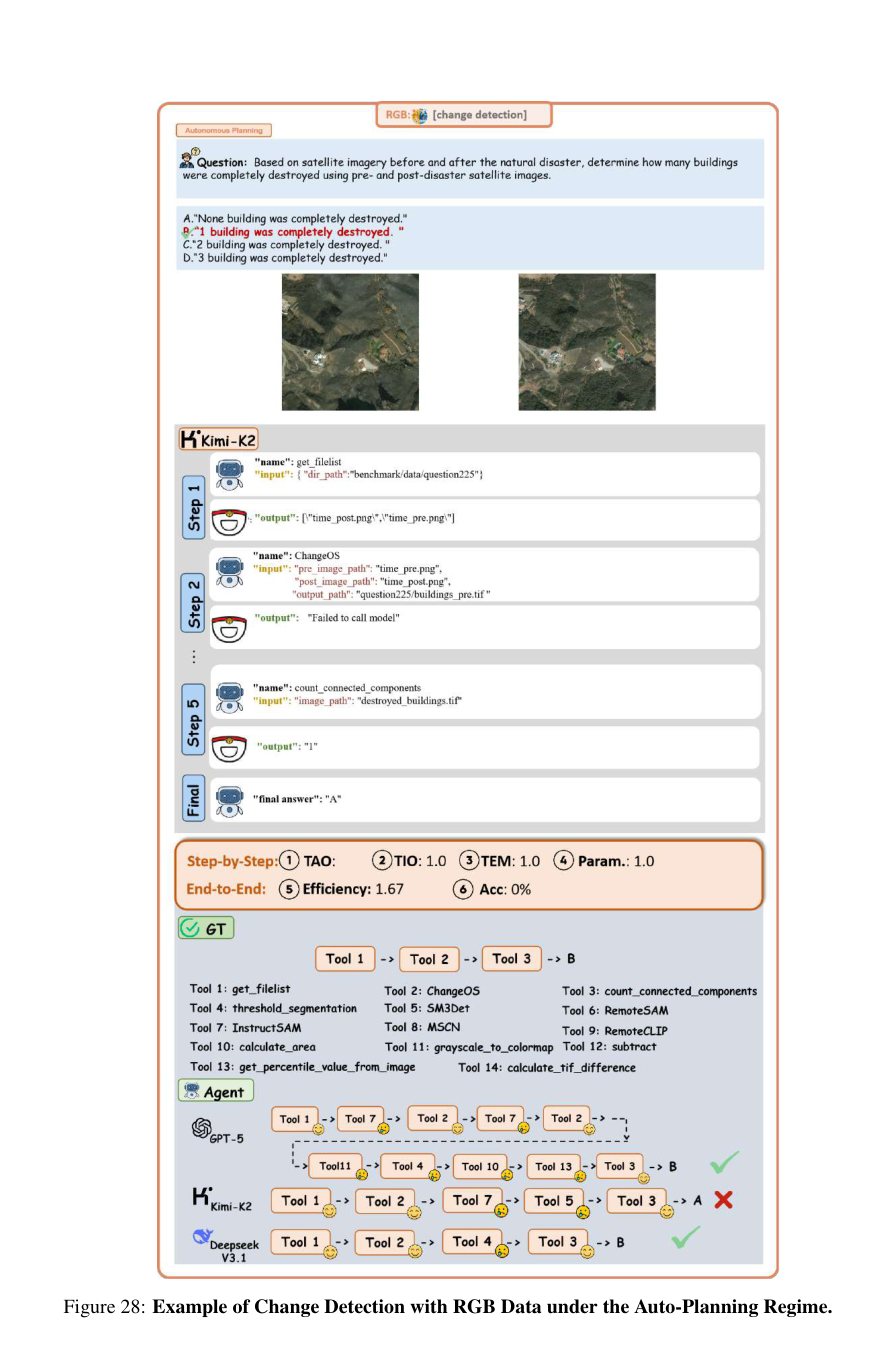 RGB: [change detection]
Autonomous Planning
Question: Based on satellite imagery before and after the natural disaster, determine how many buildings
were completely destroyed using pre- and post-disaster satellite images.
A."None building was completely destroyed."
B."1 building was completely destroyed. "
C."2 building was completely destroyed. "
D."3 building was completely destroyed."
Kimi-K2
Step 1
"name": get_filelist
"input": { "dir_path":"benchmark/data/question225"}
"output": [\"time_post.png\",\"time_pre.png\"]
Step 2
"name": ChangeOS
"input": "pre_image_path": "time_pre.png",
"post_image_path": "time_post.png",
"output_path": "question225/buildings_pre.tif "
"output": "Failed to call model"
...
Step 5
"name": count_connected_components
"input": "image_path": "destroyed_buildings.tif"
"output": "1"
Final
"final answer": "A"
Step-by-Step: 1 TAO: 2 TIO: 1.0 3 TEM: 1.0 4 Param.: 1.0
End-to-End: 5 Efficiency: 1.67 6 Acc: 0%
GT
Tool 1 -> Tool 2 -> Tool 3 -> B
Tool 1: get_filelist Tool 2: ChangeOS Tool 3: count_connected_components
Tool 4: threshold_segmentation Tool 5: SM3Det Tool 6: RemoteSAM
Tool 7: InstructSAM Tool 8: MSCN Tool 9: RemoteCLIP
Tool 10: calculate_area Tool 11: grayscale_to_colormap Tool 12: subtract
Tool 13: get_percentile_value_from_image Tool 14: calculate_tif_difference
Agent
GPT-5 Tool 1 -> Tool 7 -> Tool 2 -> Tool 7 -> Tool 2 ->
-> Tool11 -> Tool 4 -> Tool 10 -> Tool 13 -> Tool 3 -> B
Kimi-K2 Tool 1 -> Tool 2 -> Tool 7 -> Tool 5 -> Tool 3 -> A
Deepseek V3.1 Tool 1 -> Tool 2 -> Tool 4 -> Tool 3 -> B
Figure 28: Example of Change Detection with RGB Data under the Auto-Planning Regime.